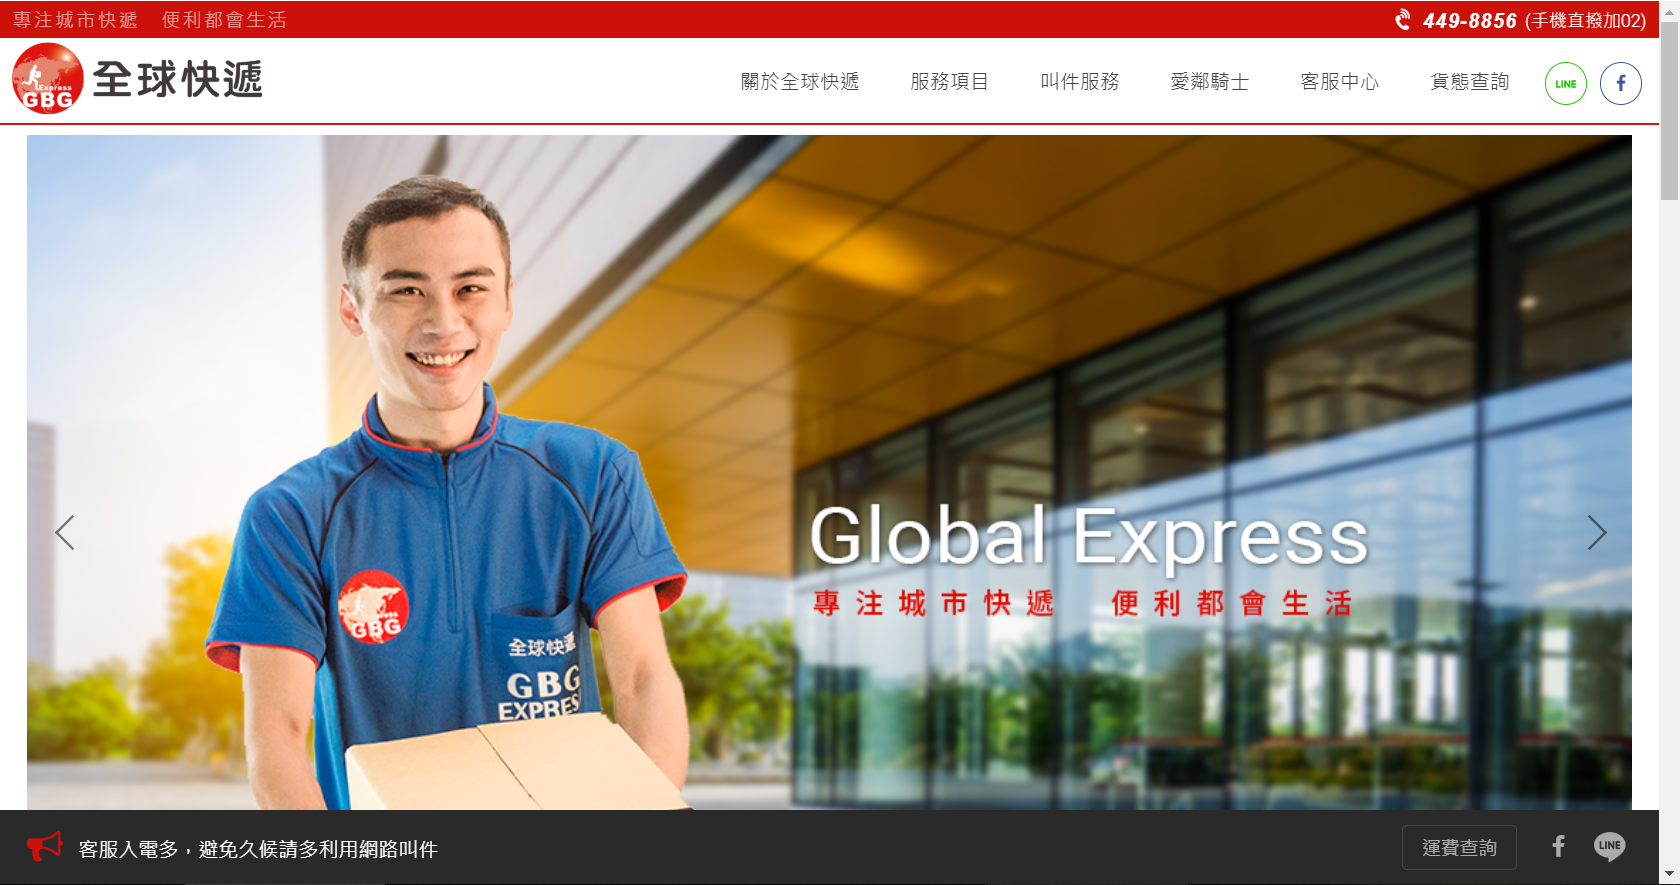 專注城市快遞　便利都會生活
449-8856 (手機直撥加02)
Express
GBG
全球快遞
關於全球快遞
服務項目
叫件服務
愛鄰騎士
客服中心
貨態查詢
LINE
f
Global Express
專注城市快遞　便利都會生活
Express
GBG
全球快遞
GBG
EXPRES
客服入電多，避免久候請多利用網路叫件
運費查詢
f
LINE